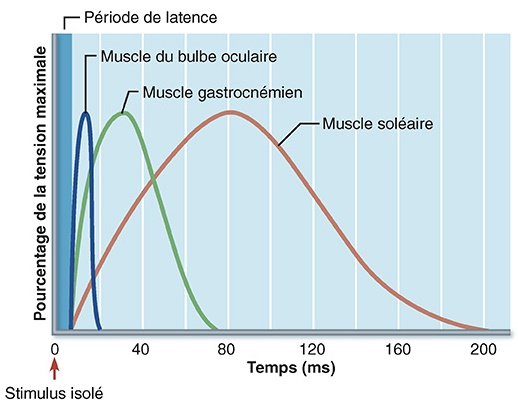 Période de latence
Muscle du bulbe oculaire
Muscle gastrocnémien
Muscle soléaire
Pourcentage de la tension maximale
0 40 80 120 160 200
Temps (ms)
Stimulus isolé